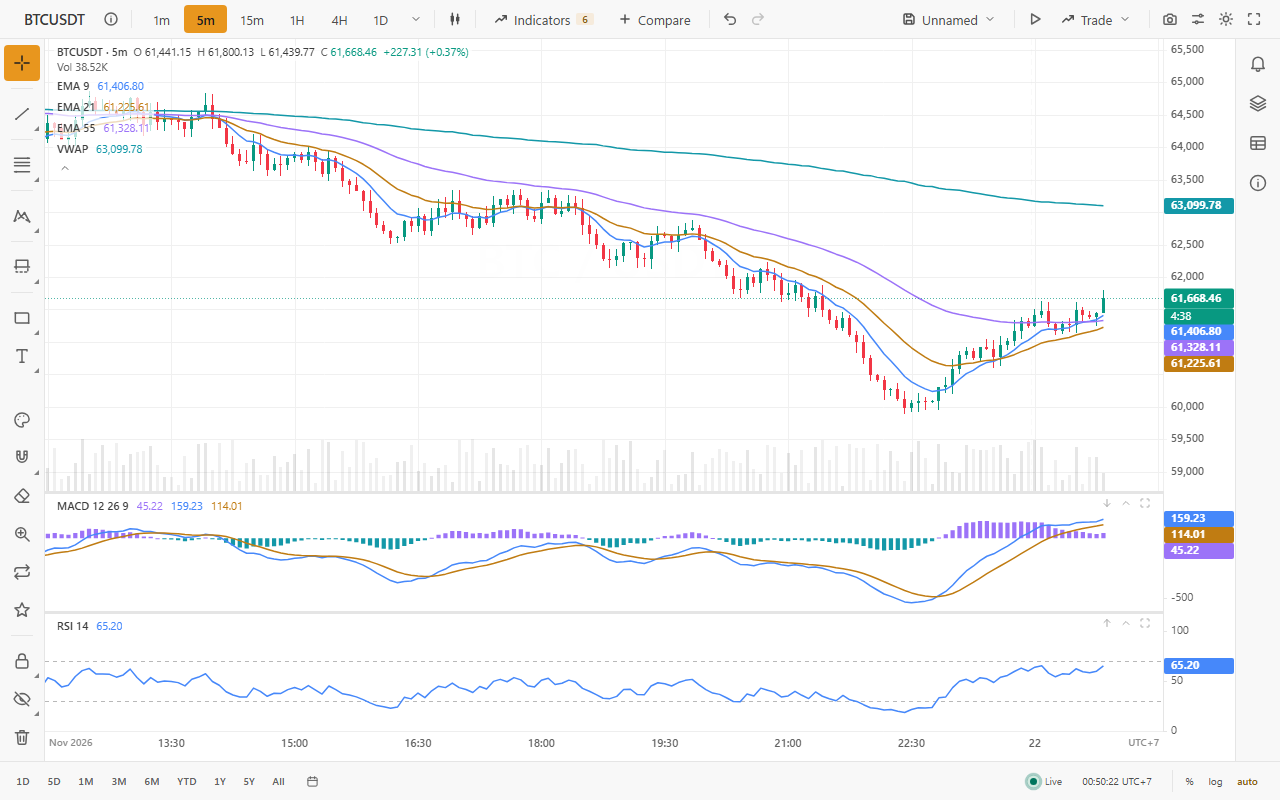 BTCUSDT 1m 5m 15m 1H 4H 1D Indicators 6 Compare Unnamed Trade
BTCUSDT · 5m O 61,441.15 H 61,800.13 L 61,439.77 C 61,668.46 +227.31 (+0.37%)
Vol 38.52K
EMA 9 61,406.80
EMA 21 61,225.61
EMA 55 61,328.11
VWAP 63,099.78
65,500
65,000
64,500
64,000
63,500
63,099.78
62,500
62,000
61,668.46
4:38
61,406.80
61,328.11
61,225.61
60,000
59,500
59,000
MACD 12 26 9 45.22 159.23 114.01
159.23
114.01
45.22
-500
RSI 14 65.20
100
65.20
50
0
Nov 2026 13:30 15:00 16:30 18:00 19:30 21:00 22:30 22 UTC+7
1D 5D 1M 3M 6M YTD 1Y 5Y All Live 00:50:22 UTC+7 % log auto